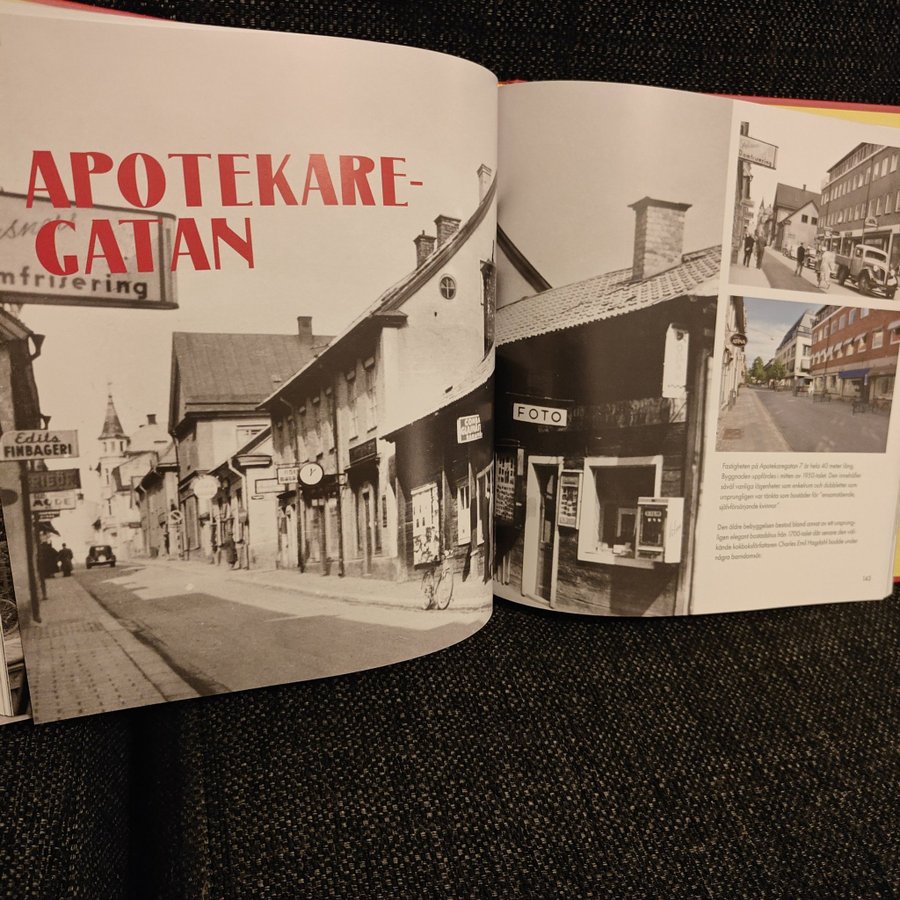 APOTEKARE-
GATAN
mfrisering
Edits
FINBAGERI
FOTO
Damfrisering
Fastigheten på Apotekaregatan 7 är hela 40 meter lång.
Byggnaden uppfördes i mitten av 1950-talet. Den innehåller
såväl vanliga lägenheter som enkelrum och dubbletter som
ursprungligen var tänkta som bostäder för "ensamstående,
självförsörjande kvinnor".
Den äldre bebyggelsen bestod bland annat av ett ursprung-
ligen elegant bostadshus från 1700-talet där senare den väl-
kände kokboksförfattaren Charles Emil Hagdahl bodde under
några barndomsår.
143